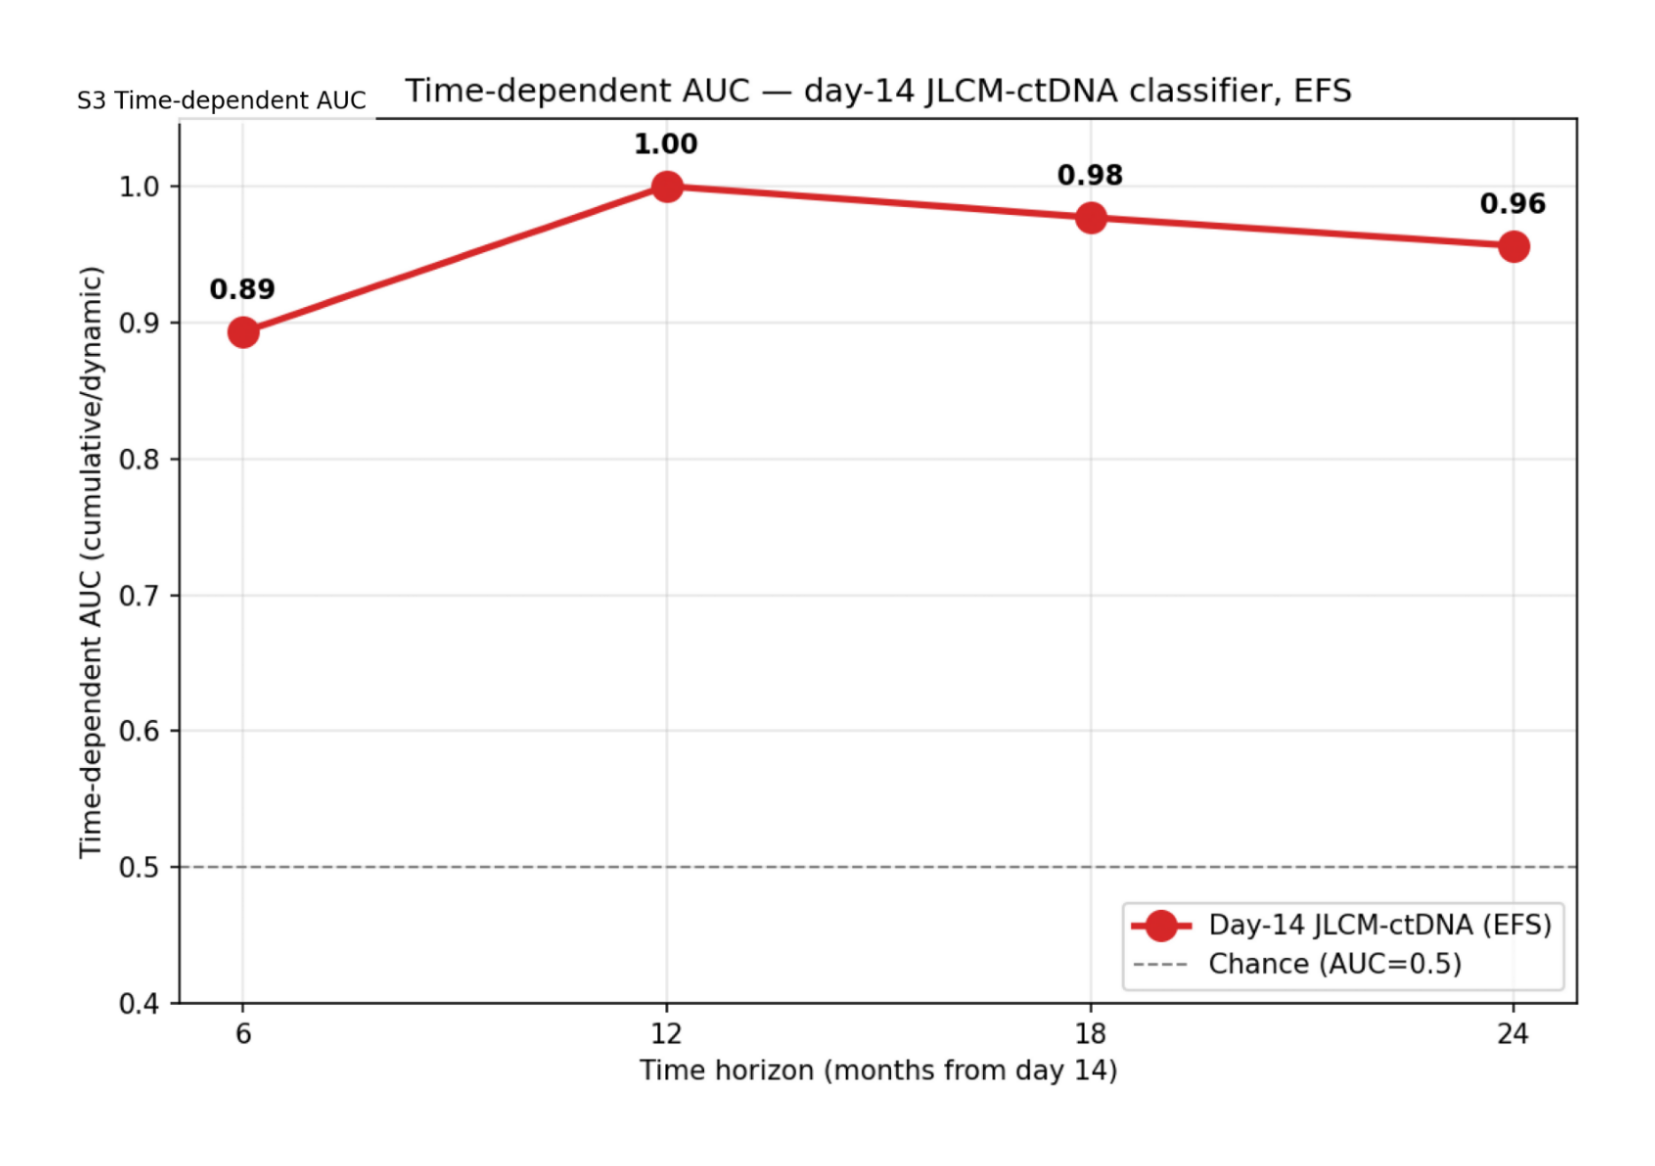 S3 Time-dependent AUC
Time-dependent AUC — day-14 JLCM-ctDNA classifier, EFS
Time-dependent AUC (cumulative/dynamic)
1.0
0.9
0.8
0.7
0.6
0.5
0.4
0.89
1.00
0.98
0.96
Day-14 JLCM-ctDNA (EFS)
Chance (AUC=0.5)
6
12
18
24
Time horizon (months from day 14)